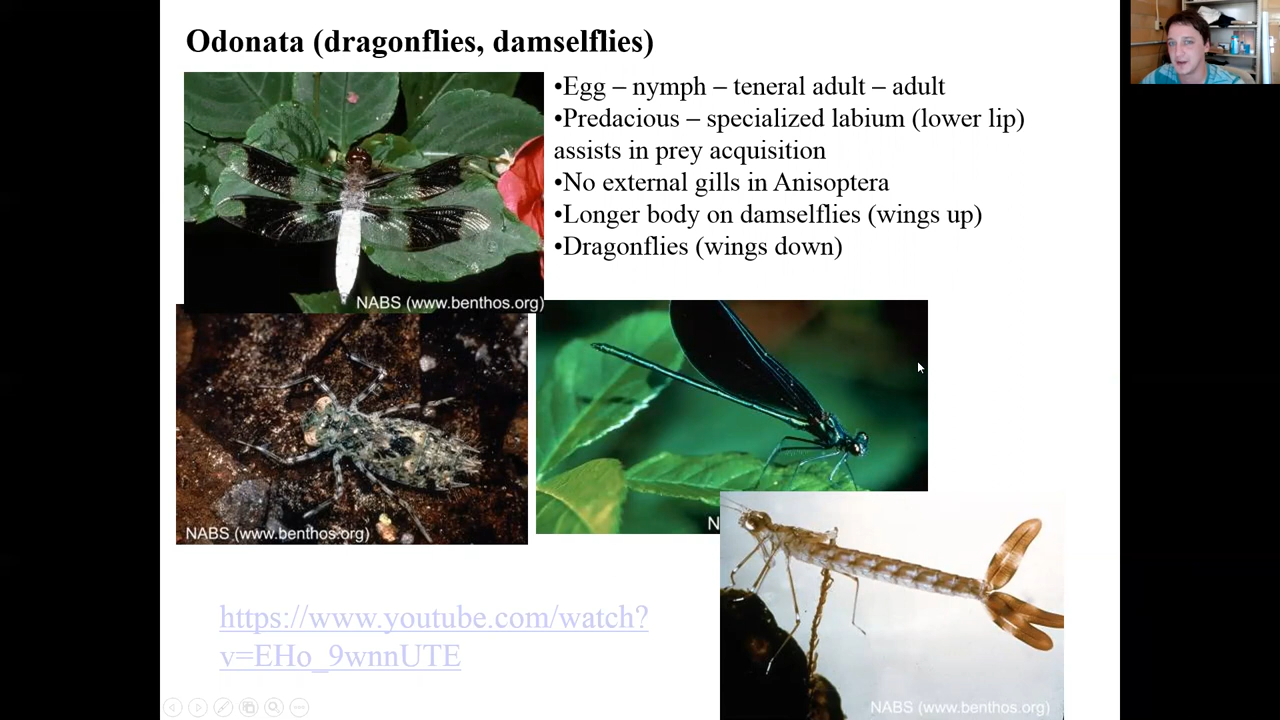 Odonata (dragonflies, damselflies)
•Egg – nymph – teneral adult – adult
•Predacious – specialized labium (lower lip)
assists in prey acquisition
•No external gills in Anisoptera
•Longer body on damselflies (wings up)
•Dragonflies (wings down)
NABS (www.benthos.org)
NABS (www.benthos.org)
N
NABS (www.benthos.org)
https://www.youtube.com/watch?
v=EHo_9wnnUTE